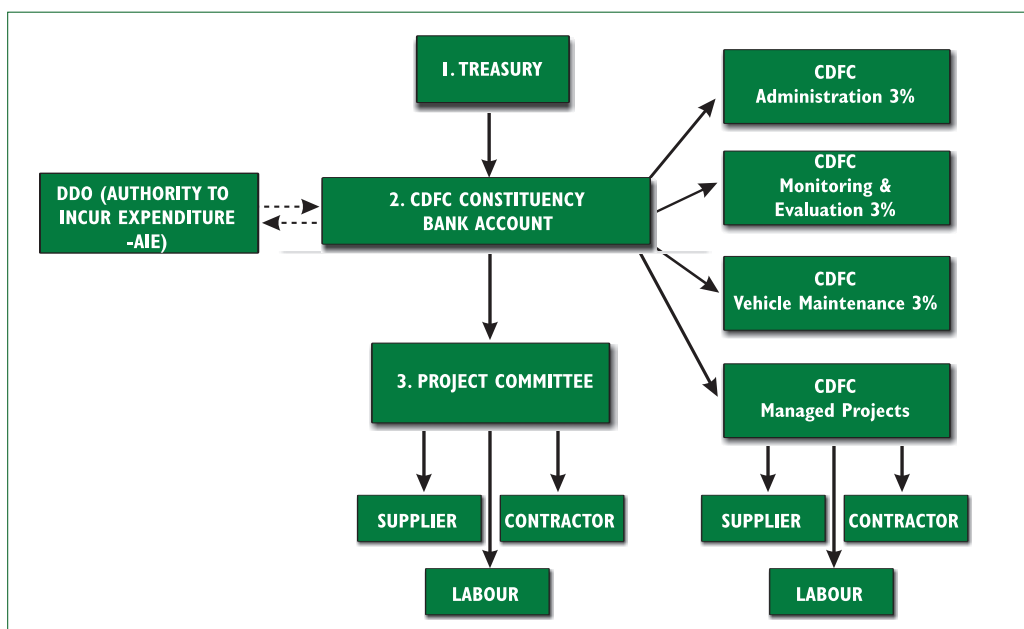 1. TREASURY
CDFC
Administration 3%
DDO (AUTHORITY TO
INCUR EXPENDITURE
-AIE)
2. CDFC CONSTITUENCY
BANK ACCOUNT
CDFC
Monitoring &
Evaluation 3%
CDFC
Vehicle Maintenance 3%
3. PROJECT COMMITTEE
CDFC
Managed Projects
SUPPLIER
CONTRACTOR
LABOUR
SUPPLIER
CONTRACTOR
LABOUR